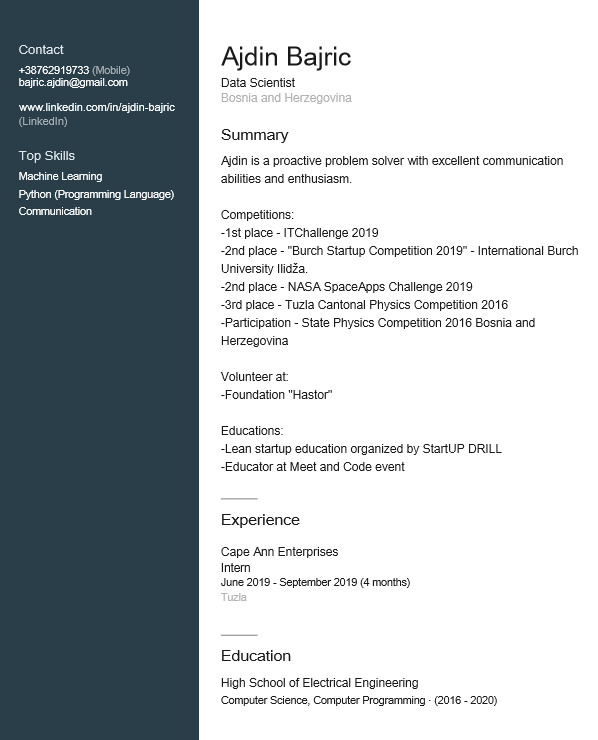 Contact
+38762919733 (Mobile)
bajric.ajdin@gmail.com
www.linkedin.com/in/ajdin-bajric
(LinkedIn)
Top Skills
Machine Learning
Python (Programming Language)
Communication
Ajdin Bajric
Data Scientist
Bosnia and Herzegovina
Summary
Ajdin is a proactive problem solver with excellent communication
abilities and enthusiasm.
Competitions:
-1st place - ITChallenge 2019
-2nd place - "Burch Startup Competition 2019" - International Burch
University Ilidža.
-2nd place - NASA SpaceApps Challenge 2019
-3rd place - Tuzla Cantonal Physics Competition 2016
-Participation - State Physics Competition 2016 Bosnia and
Herzegovina
Volunteer at:
-Foundation "Hastor"
Educations:
-Lean startup education organized by StartUP DRILL
-Educator at Meet and Code event
Experience
Cape Ann Enterprises
Intern
June 2019 - September 2019 (4 months)
Tuzla
Education
High School of Electrical Engineering
Computer Science, Computer Programming · (2016 - 2020)